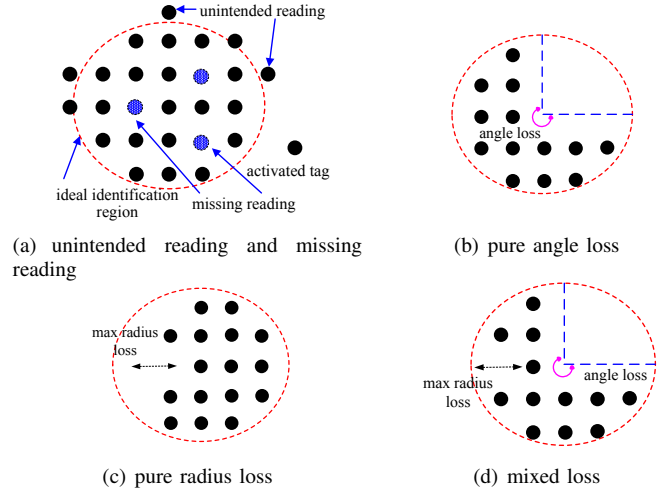 unintended reading
ideal identification
region
missing reading
activated tag
(a) unintended reading and missing
reading
angle loss
(b) pure angle loss
max radius
loss
(c) pure radius loss
max radius
loss
angle loss
(d) mixed loss